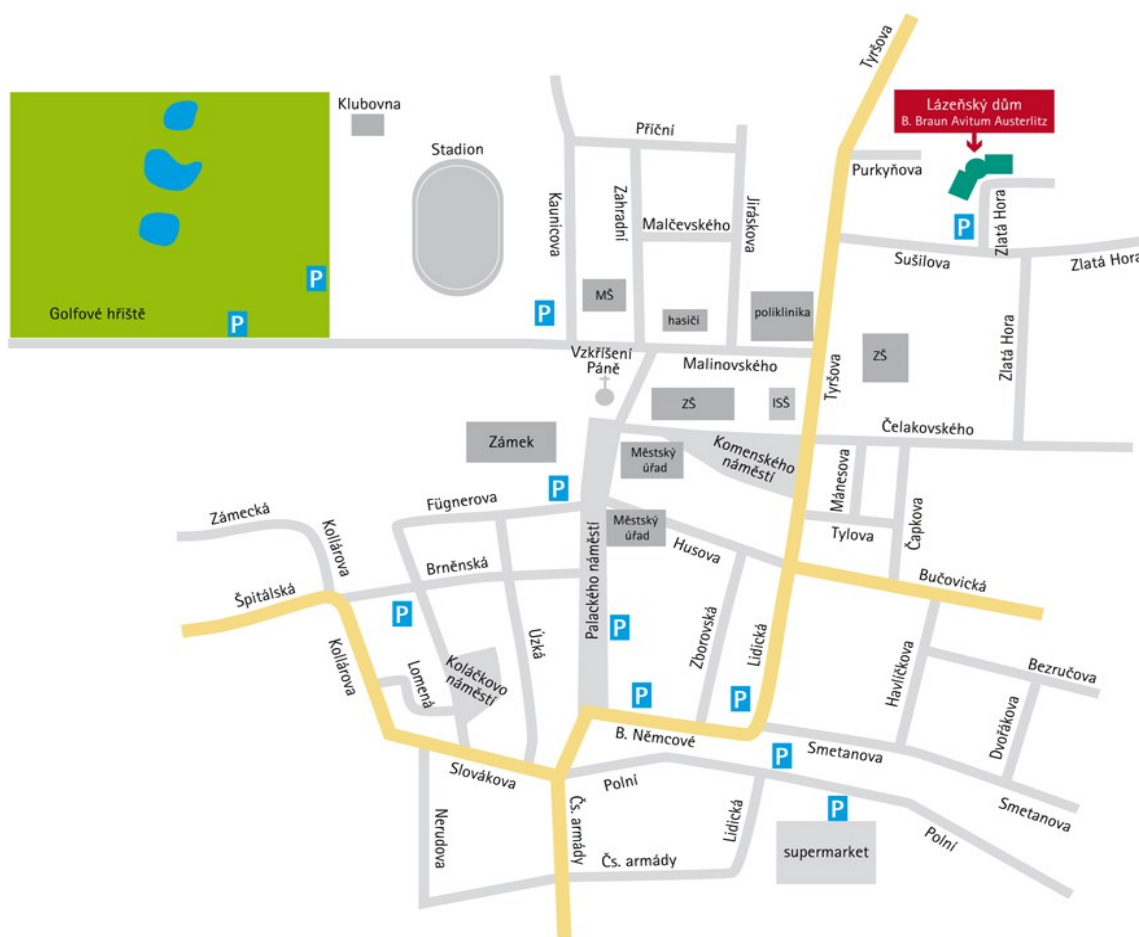 Tyršova
Lázeňský dům
B. Braun Avitum Austerlitz
Klubovna
Příční
Stadion
Purkyňova
Kaunicova
Zahradní
Jiráskova
Malčevského
P
Zlatá Hora
Sušilova
Zlatá Hora
P
MŠ
Golfové hřiště
P
P
hasiči
poliklinika
Zlatá Hora
Vzkříšení
Páně
Malinovského
Tyršova
ZŠ
ZŠ
ISŠ
Čelakovského
Zámek
Městský
úřad
Komenského
náměstí
Mánesova
P
Fügnerova
Zámecká
Kollárova
Městský
úřad
Husova
Tylova
Čapkova
Palackého náměstí
Brněnská
Bučovická
Špitálská
P
P
Úzká
Zborovská
Lidická
Kollárova
Lomená
Koláčkovo
náměstí
Havlíčkova
Bezručova
P
P
Dvořákova
B. Němcové
P
Smetanova
Slovákova
Polní
Smetanova
Nerudova
Čs. armády
Lidická
P
Polní
supermarket
Čs. armády